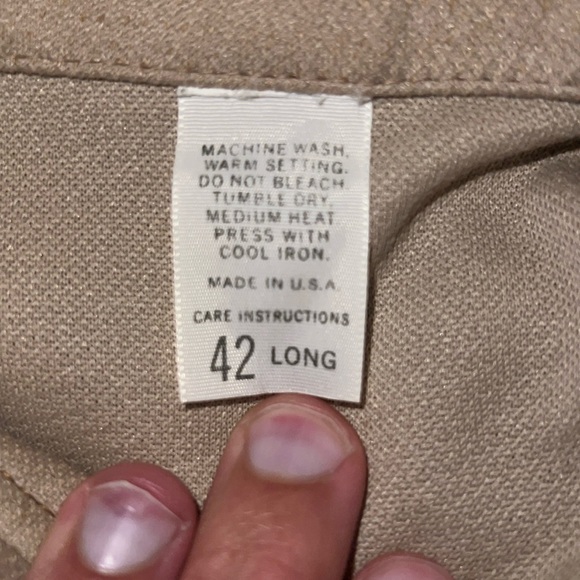 MACHINE WASH,
WARM SETTING.
DO NOT BLEACH.
TUMBLE DRY,
MEDIUM HEAT.
PRESS WITH
COOL IRON.
MADE IN U.S.A.
CARE INSTRUCTIONS
42 LONG